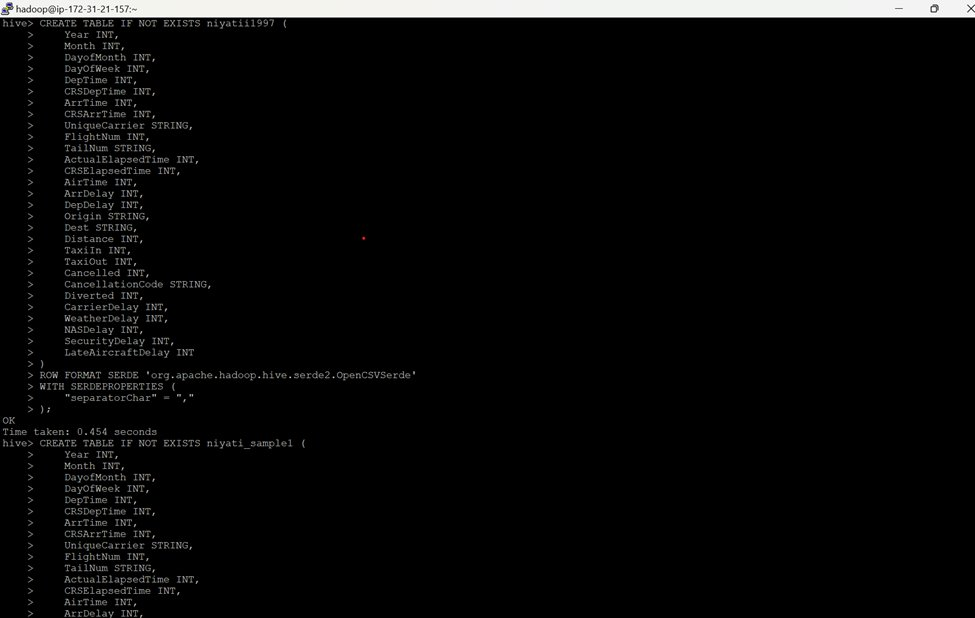 hadoop@ip-172-31-21-157:~
hive> CREATE TABLE IF NOT EXISTS niyatii1997 (
    >     Year INT,
    >     Month INT,
    >     DayofMonth INT,
    >     DayOfWeek INT,
    >     DepTime INT,
    >     CRSDepTime INT,
    >     ArrTime INT,
    >     CRSArrTime INT,
    >     UniqueCarrier STRING,
    >     FlightNum INT,
    >     TailNum STRING,
    >     ActualElapsedTime INT,
    >     CRSElapsedTime INT,
    >     AirTime INT,
    >     ArrDelay INT,
    >     DepDelay INT,
    >     Origin STRING,
    >     Dest STRING,
    >     Distance INT,
    >     TaxiIn INT,
    >     TaxiOut INT,
    >     Cancelled INT,
    >     CancellationCode STRING,
    >     Diverted INT,
    >     CarrierDelay INT,
    >     WeatherDelay INT,
    >     NASDelay INT,
    >     SecurityDelay INT,
    >     LateAircraftDelay INT
    > )
    > ROW FORMAT SERDE 'org.apache.hadoop.hive.serde2.OpenCSVSerde'
    > WITH SERDEPROPERTIES (
    >     "separatorChar" = ","
    > );
OK
Time taken: 0.454 seconds
hive> CREATE TABLE IF NOT EXISTS niyati_sample1 (
    >     Year INT,
    >     Month INT,
    >     DayofMonth INT,
    >     DayOfWeek INT,
    >     DepTime INT,
    >     CRSDepTime INT,
    >     ArrTime INT,
    >     CRSArrTime INT,
    >     UniqueCarrier STRING,
    >     FlightNum INT,
    >     TailNum STRING,
    >     ActualElapsedTime INT,
    >     CRSElapsedTime INT,
    >     AirTime INT,
    >     ArrDelay INT,